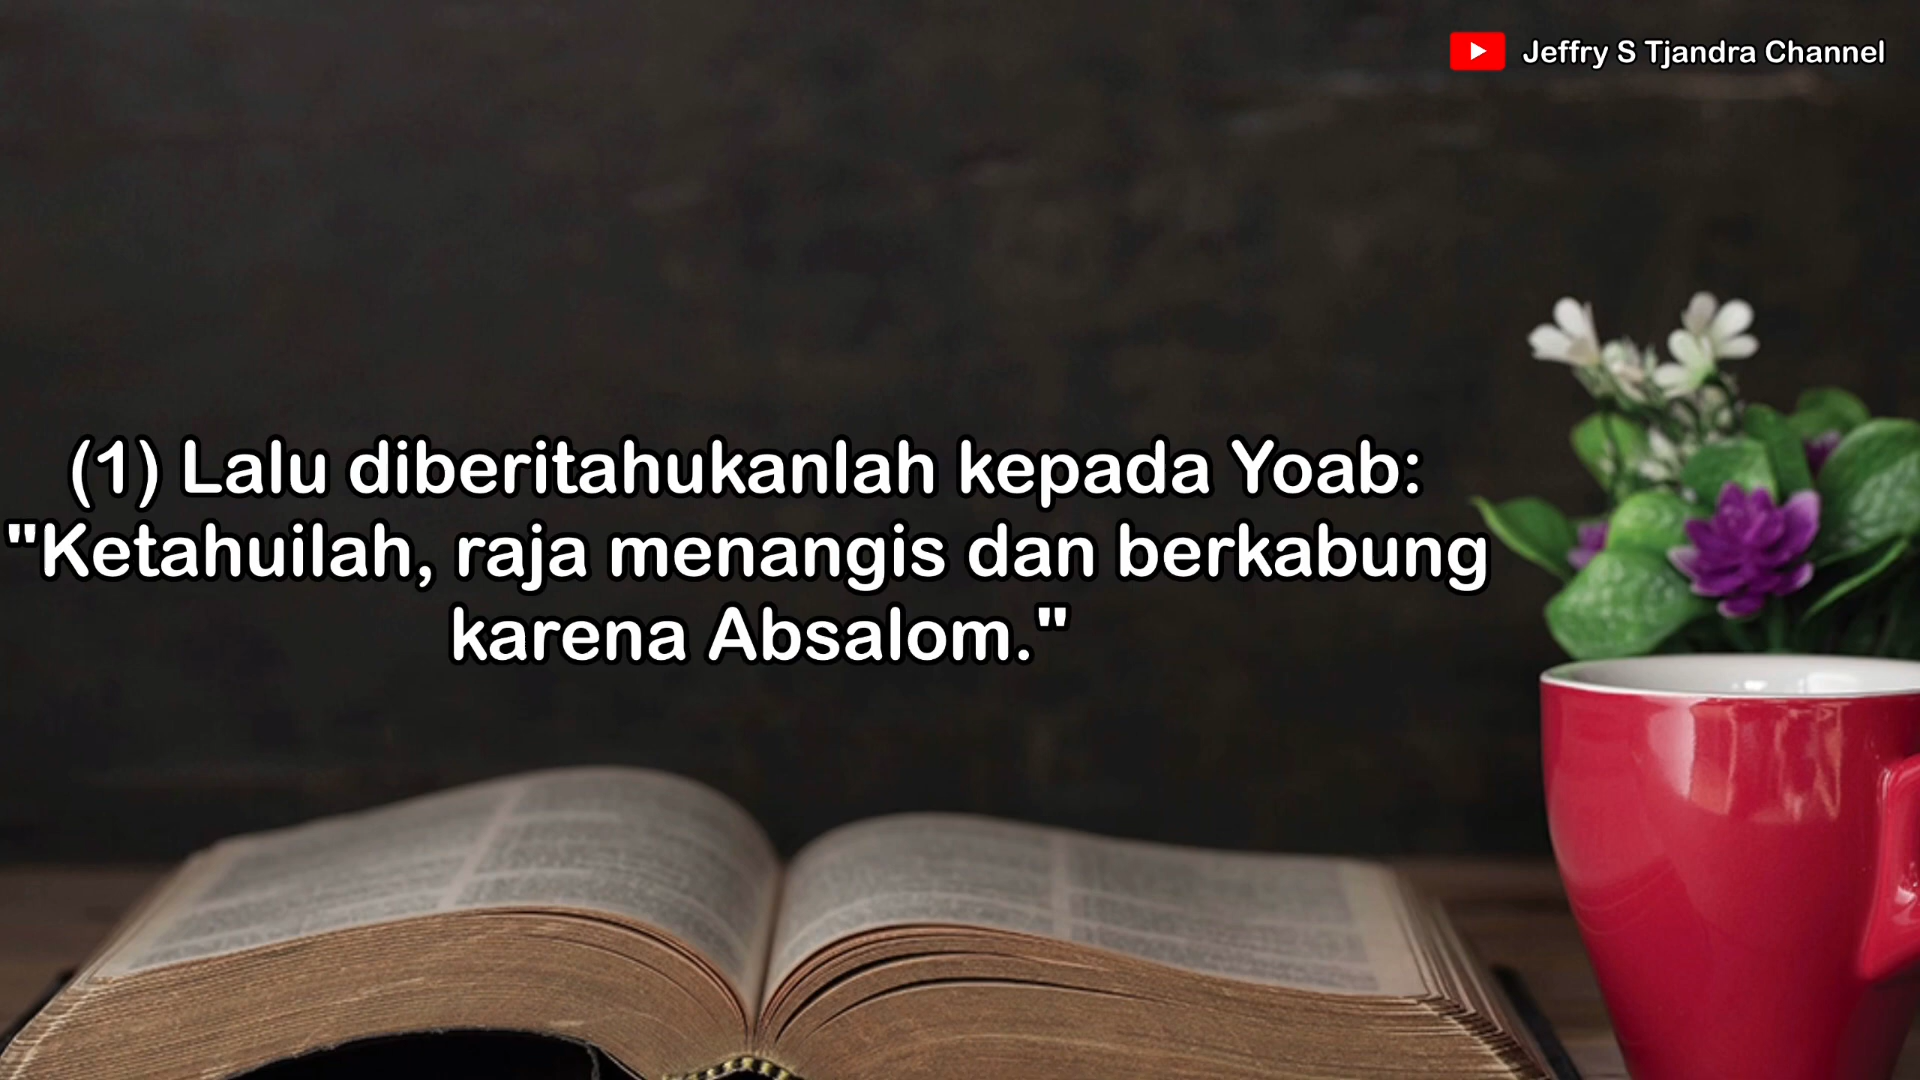 Jeffry S Tjandra Channel
(1) Lalu diberitahukanlah kepada Yoab:
"Ketahuilah, raja menangis dan berkabung
karena Absalom."